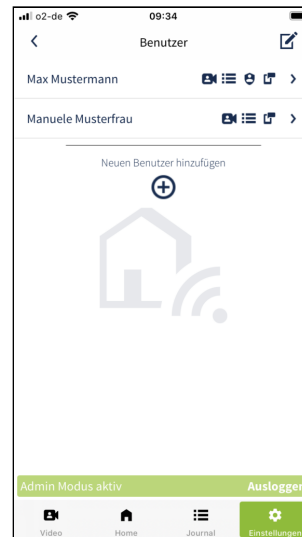 o2-de 09:34
Benutzer
Max Mustermann
Manuele Musterfrau
Neuen Benutzer hinzufügen
Admin Modus aktiv Ausloggen
Video Home Journal Einstellungen